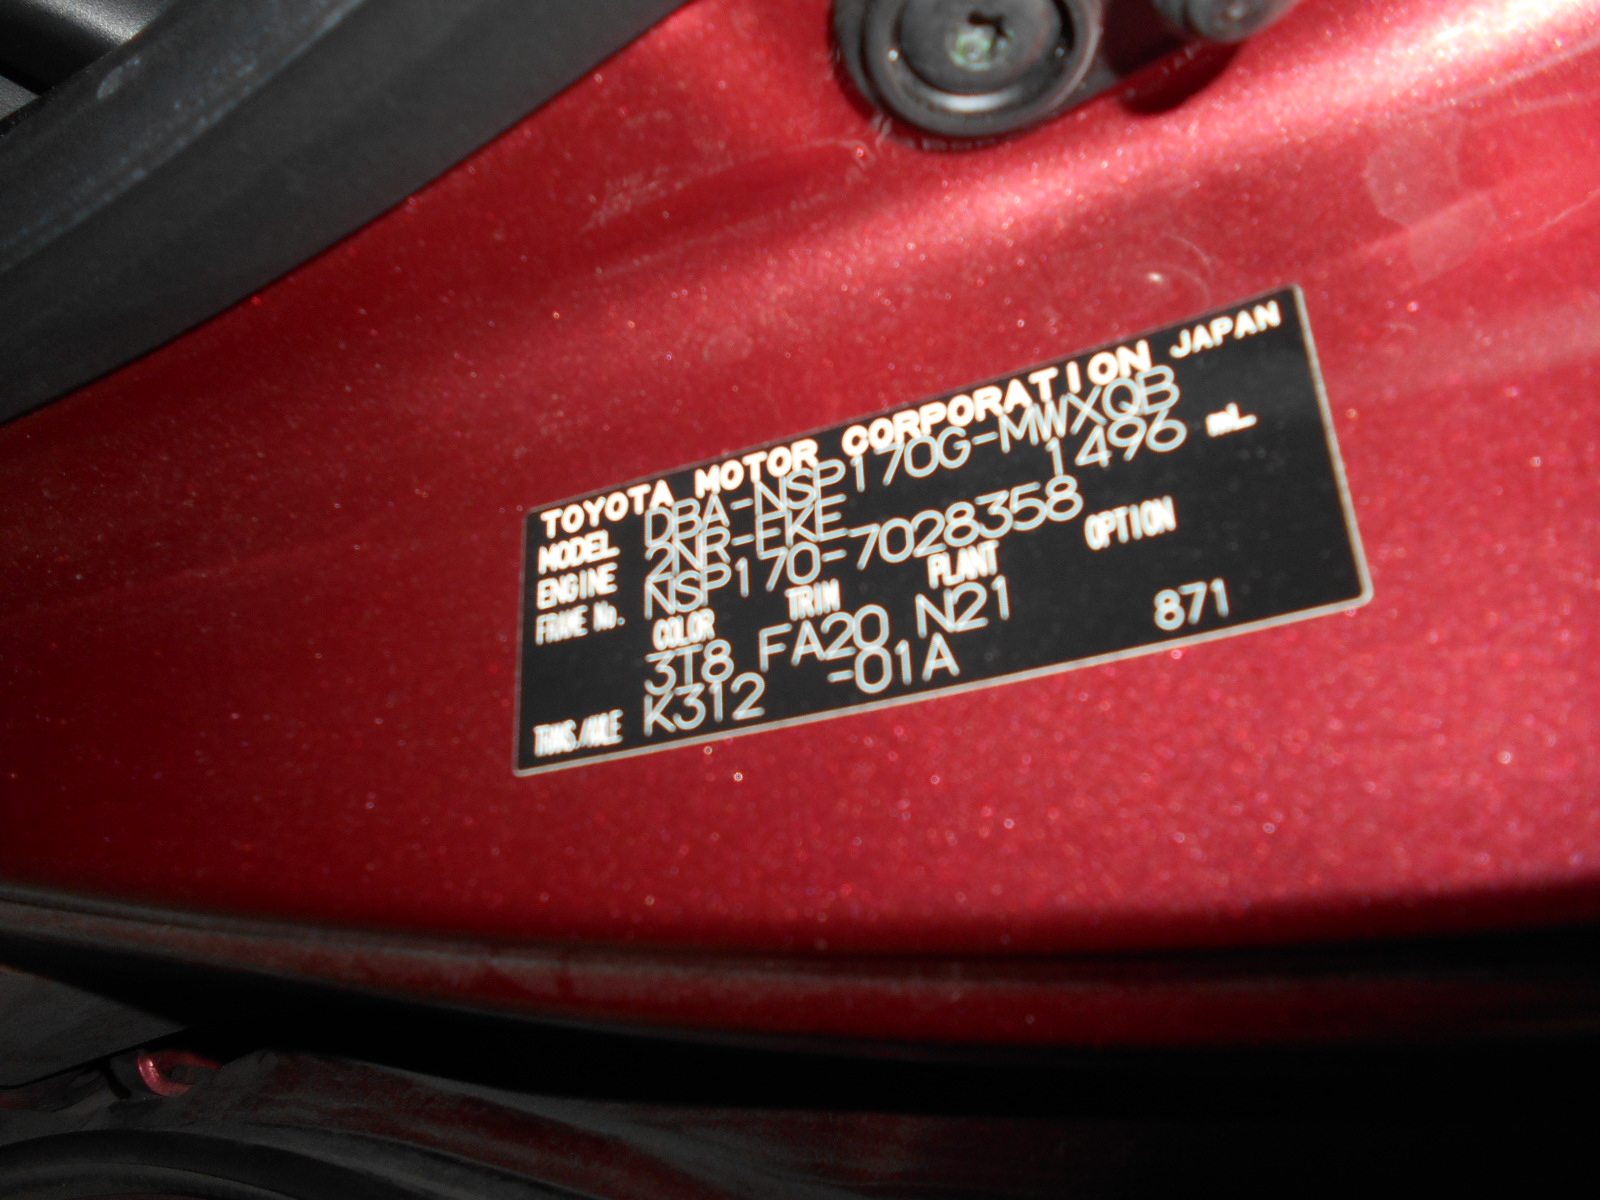 TOYOTA MOTOR CORPORATION JAPAN
MODEL DBA-NSP170G-MWXQB
ENGINE 2NR-FKE 1496 mL
FRAME No. NSP170-7028358
COLOR TRIM PLANT OPTION
3T8 FA20 N21 871
TRANS./AXLE K312 -01A